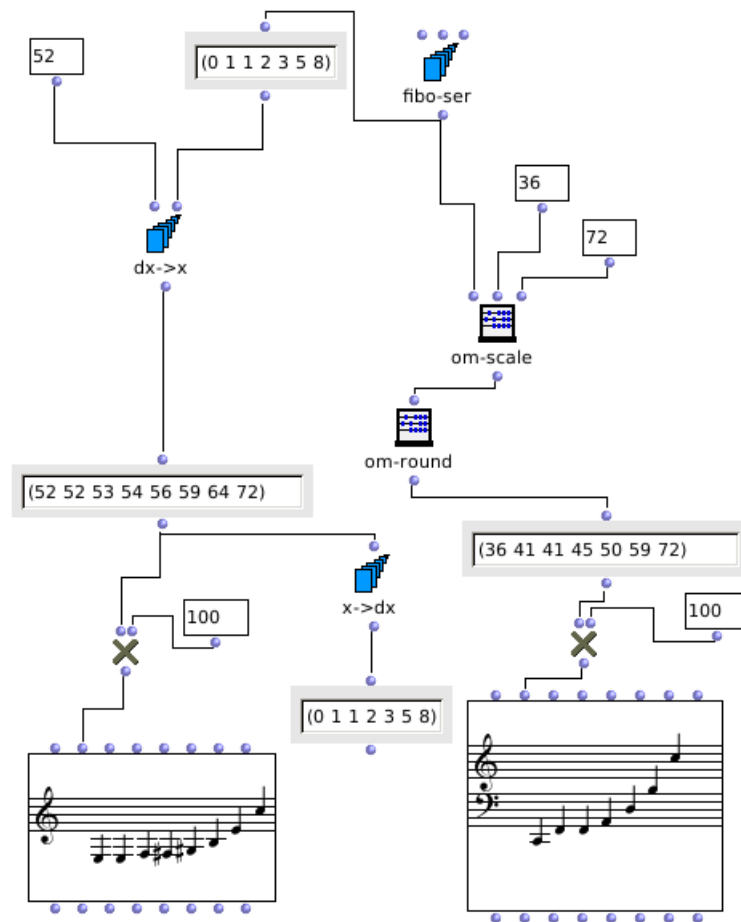 52
(0 1 1 2 3 5 8)
fibo-ser
36
72
dx->x
om-scale
om-round
(52 52 53 54 56 59 64 72)
(36 41 41 45 50 59 72)
x->dx
100
100
(0 1 1 2 3 5 8)